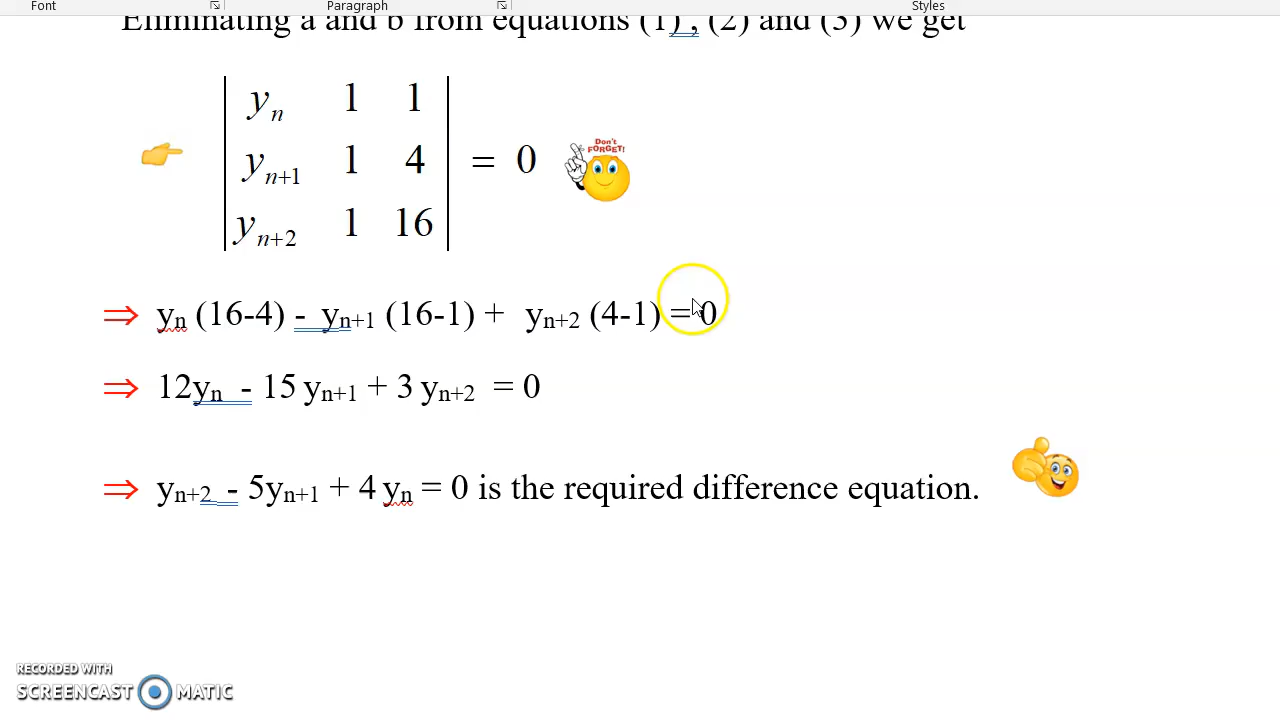 Font Paragraph Styles
Eliminating a and b from equations (1) , (2) and (3) we get
yₙ 1 1
yₙ₊₁ 1 4 = 0 Don't FORGET!
yₙ₊₂ 1 16
⇒ yₙ (16-4) - yₙ₊₁ (16-1) + yₙ₊₂ (4-1) = 0
⇒ 12yₙ - 15 yₙ₊₁ + 3 yₙ₊₂ = 0
⇒ yₙ₊₂ - 5yₙ₊₁ + 4 yₙ = 0 is the required difference equation.
RECORDED WITH
SCREENCAST MATIC